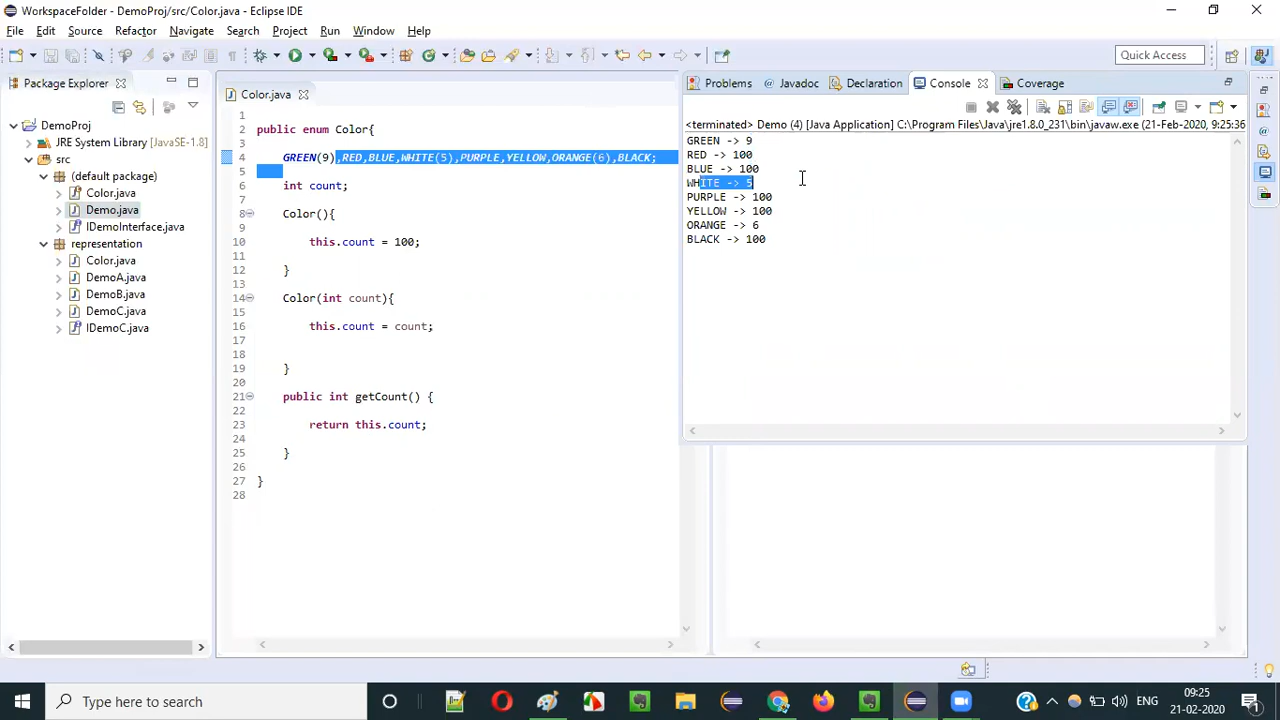 WorkspaceFolder - DemoProj/src/Color.java - Eclipse IDE
File Edit Source Refactor Navigate Search Project Run Window Help
Quick Access
Package Explorer
DemoProj
JRE System Library [JavaSE-1.8]
src
(default package)
Color.java
Demo.java
IDemoInterface.java
representation
Color.java
DemoA.java
DemoB.java
DemoC.java
IDemoC.java
Color.java
1
2 public enum Color{
3
4 GREEN(9),RED,BLUE,WHITE(5),PURPLE,YELLOW,ORANGE(6),BLACK;
5
6 int count;
7
8 Color(){
9
10 this.count = 100;
11
12 }
13
14 Color(int count){
15
16 this.count = count;
17
18
19 }
20
21 public int getCount() {
22
23 return this.count;
24
25 }
26
27 }
28
Problems Javadoc Declaration Console Coverage
<terminated> Demo (4) [Java Application] C:\Program Files\Java\jre1.8.0_231\bin\javaw.exe (21-Feb-2020, 9:25:36
GREEN -> 9
RED -> 100
BLUE -> 100
WHITE -> 5
PURPLE -> 100
YELLOW -> 100
ORANGE -> 6
BLACK -> 100
Type here to search
ENG
09:25
21-02-2020